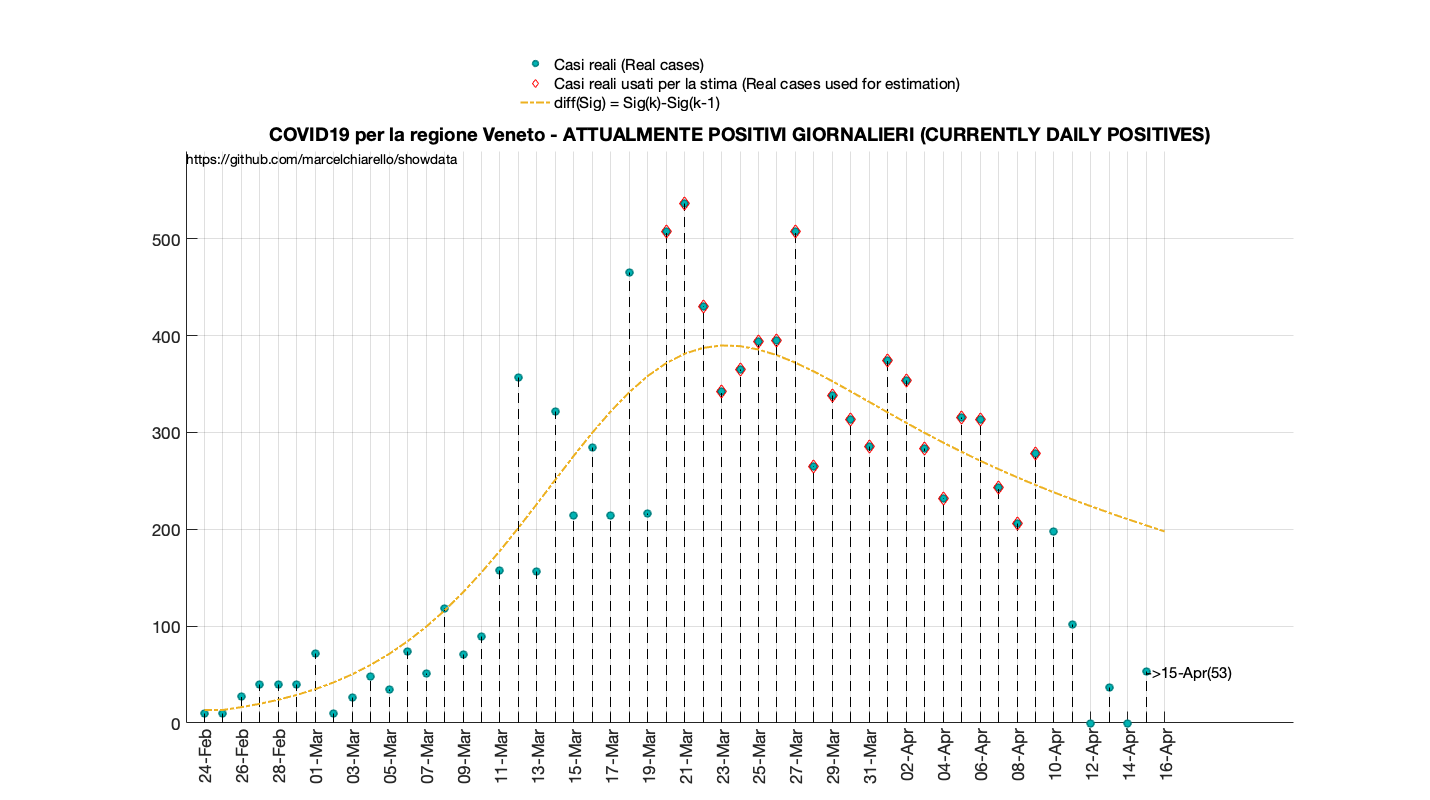 Casi reali (Real cases)
Casi reali usati per la stima (Real cases used for estimation)
diff(Sig) = Sig(k)-Sig(k-1)
COVID19 per la regione Veneto - ATTUALMENTE POSITIVI GIORNALIERI (CURRENTLY DAILY POSITIVES)
https://github.com/marcelchiarello/showdata
500
400
300
200
100
0
->15-Apr(53)
24-Feb
26-Feb
28-Feb
01-Mar
03-Mar
05-Mar
07-Mar
09-Mar
11-Mar
13-Mar
15-Mar
17-Mar
19-Mar
21-Mar
23-Mar
25-Mar
27-Mar
29-Mar
31-Mar
02-Apr
04-Apr
06-Apr
08-Apr
10-Apr
12-Apr
14-Apr
16-Apr